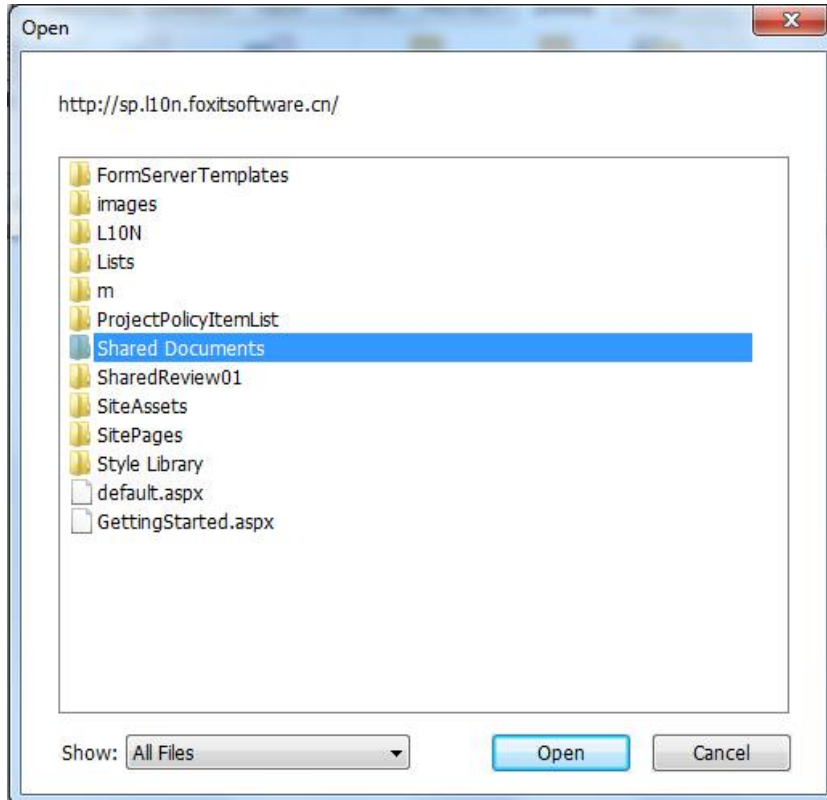 Open
http://sp.l10n.foxitsoftware.cn/
FormServerTemplates
images
L10N
Lists
m
ProjectPolicyItemList
Shared Documents
SharedReview01
SiteAssets
SitePages
Style Library
default.aspx
GettingStarted.aspx
Show: All Files Open Cancel